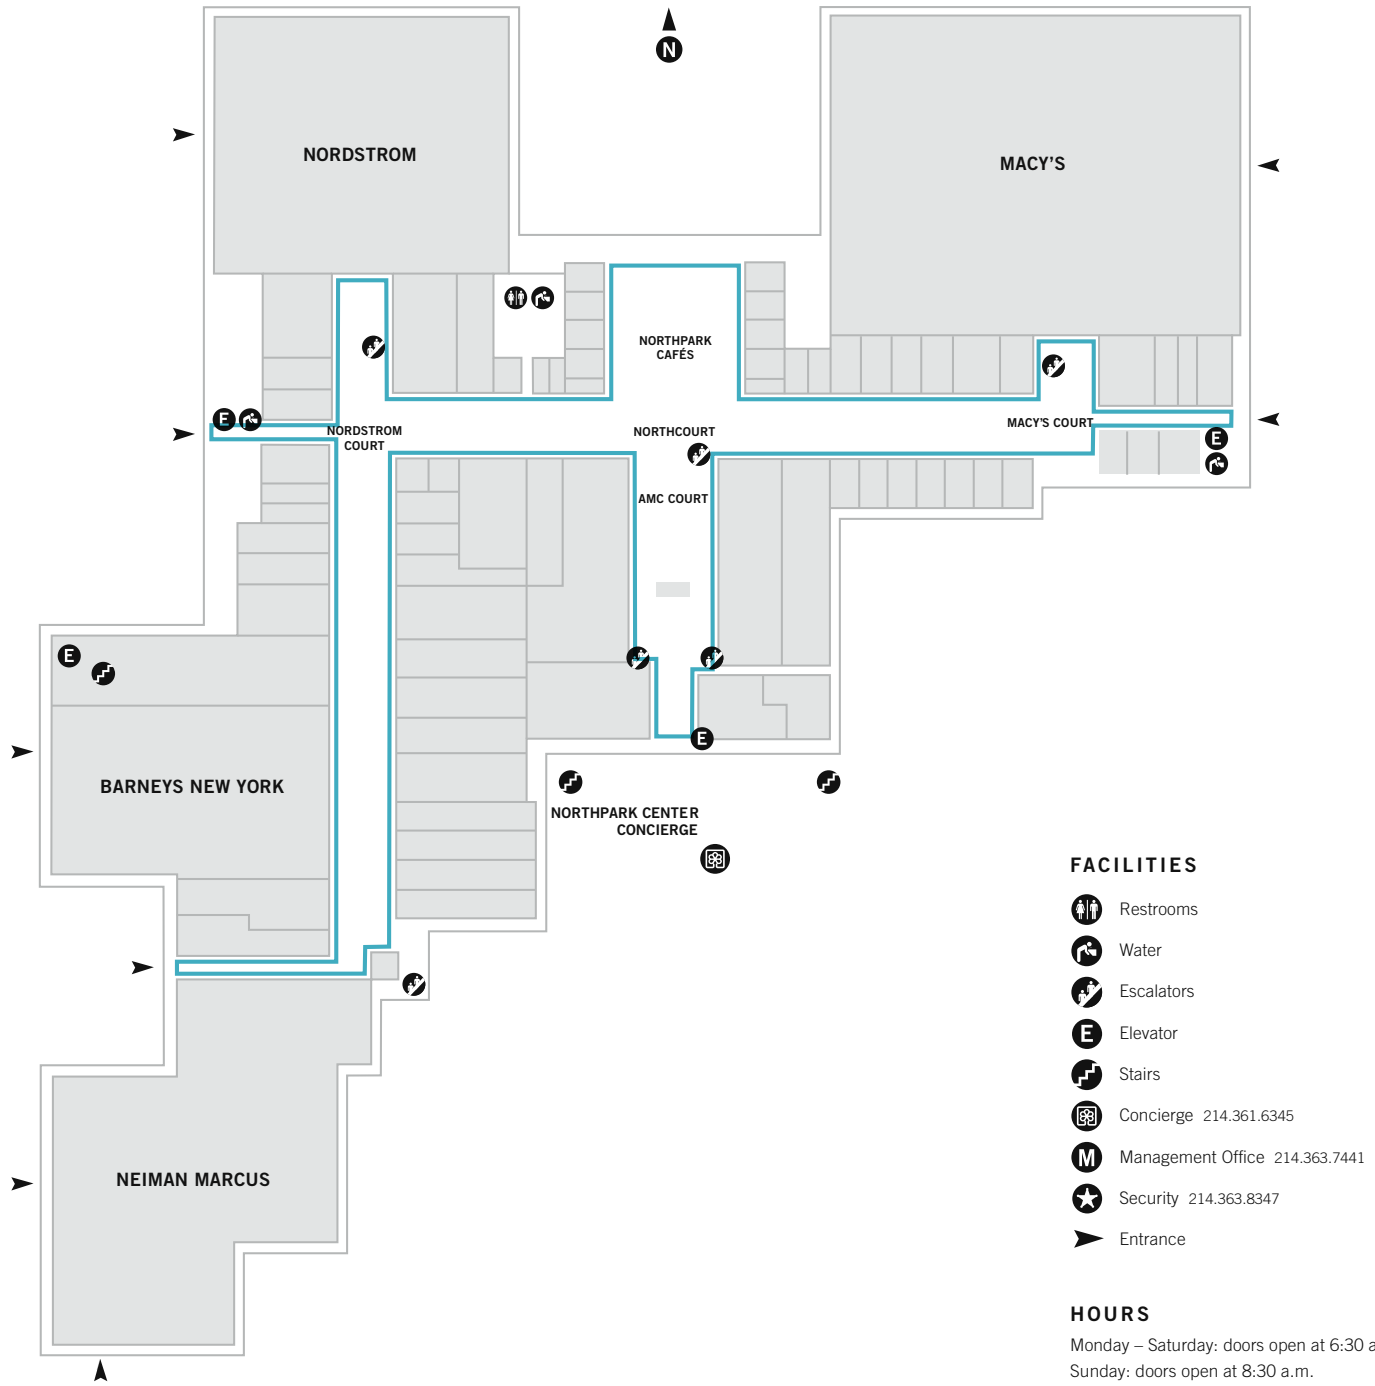 N
NORDSTROM
MACY'S
NORTHPARK
CAFÉS
E
NORDSTROM
COURT
NORTHCOURT
MACY'S COURT
E
AMC COURT
E
E
BARNEYS NEW YORK
NORTHPARK CENTER
CONCIERGE
NEIMAN MARCUS
FACILITIES
Restrooms
Water
Escalators
E Elevator
Stairs
Concierge 214.361.6345
M Management Office 214.363.7441
Security 214.363.8347
Entrance
HOURS
Monday – Saturday: doors open at 6:30 a
Sunday: doors open at 8:30 a.m.